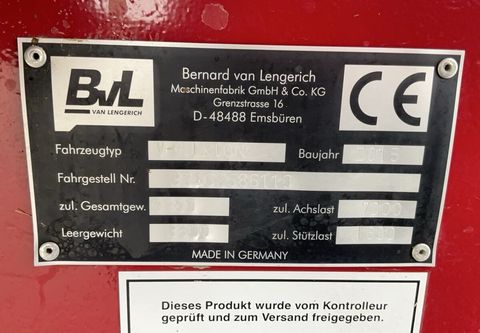 BvL
VAN LENGERICH
Bernard van Lengerich
Maschinenfabrik GmbH & Co. KG
Grenzstrasse 16
D-48488 Emsbüren
CE
Fahrzeugtyp
Baujahr
Fahrgestell Nr.
zul. Gesamtgew.
zul. Achslast
Leergewicht
zul. Stützlast
MADE IN GERMANY
Dieses Produkt wurde vom Kontrolleur
geprüft und zum Versand freigegeben.